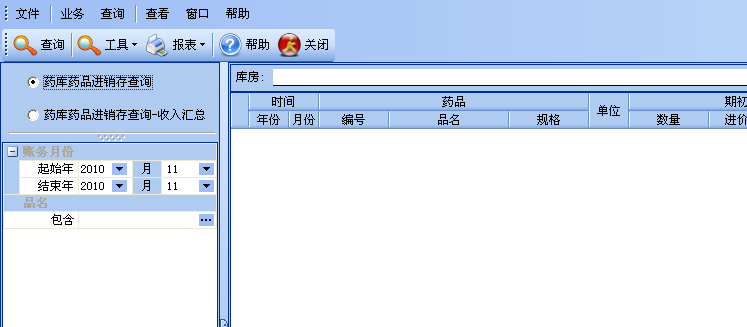 文件 业务 查询 查看 窗口 帮助
查询 工具 报表 帮助 关闭
药库药品进销存查询
药库药品进销存查询-收入汇总
账务月份
起始年 2010 月 11
结束年 2010 月 11
品名
包含
库房:
时间 药品 单位 期初
年份 月份 编号 品名 规格 数量 进价